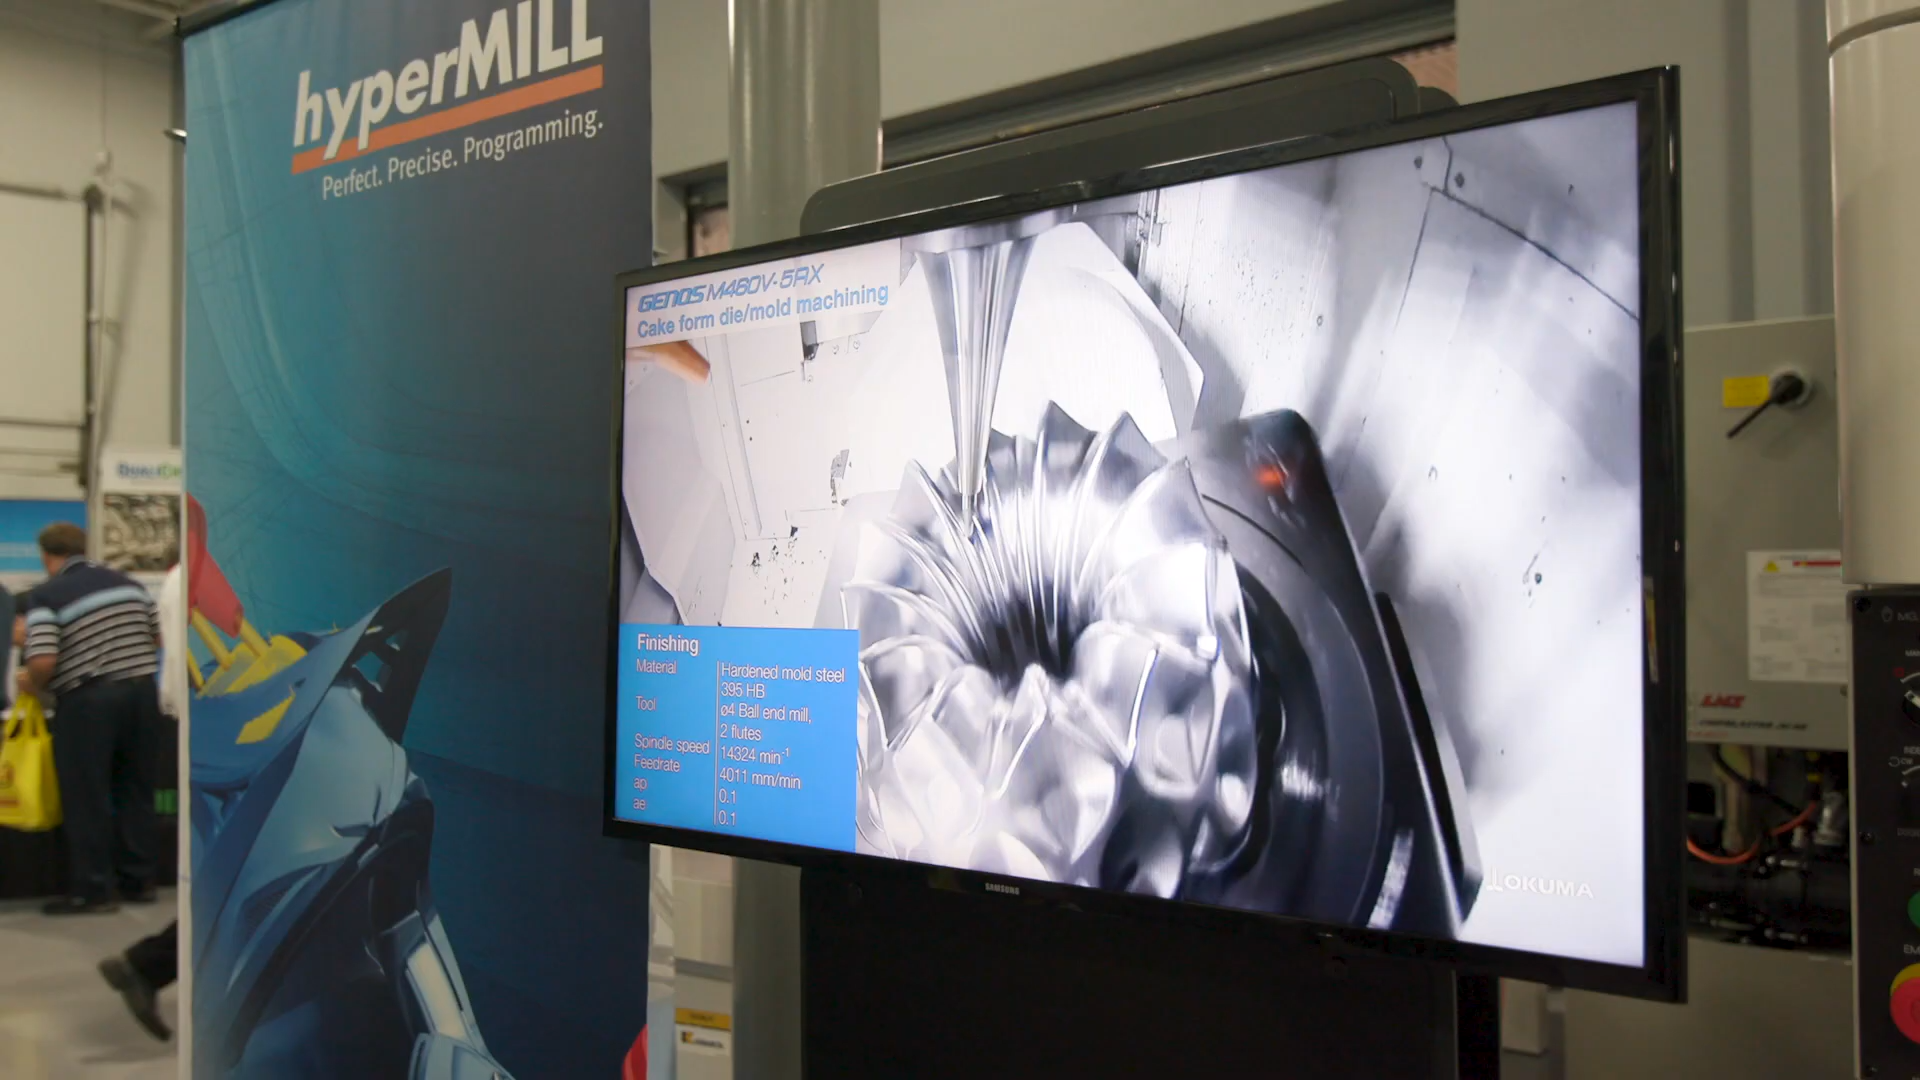 hyperMILL
Perfect. Precise. Programming.
GENOS M460V-5AX
Cake form die/mold machining
Finishing
Material Hardened mold steel
395 HB
Tool ø4 Ball end mill,
2 flutes
Spindle speed 14324 min⁻¹
Feedrate 4011 mm/min
ap 0.1
ae 0.1
OKUMA
SAMSUNG